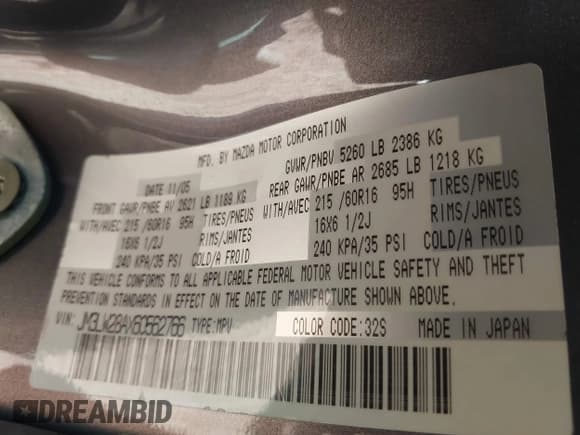 MFD. BY MAZDA MOTOR CORPORATION
DATE 11/05 GVWR/PNBV 5260 LB 2386 KG
FRONT GAWR/PNBE AV 2621 LB 1189 KG REAR GAWR/PNBE AR 2685 LB 1218 KG
WITH/AVEC 215 /60R16 95H TIRES/PNEUS WITH/AVEC 215 /60R16 95H TIRES/PNEUS
16X6 1/2J RIMS/JANTES 16X6 1/2J RIMS/JANTES
240 KPA/35 PSI COLD/A FROID 240 KPA/35 PSI COLD/A FROID
THIS VEHICLE CONFORMS TO ALL APPLICABLE FEDERAL MOTOR VEHICLE SAFETY AND THEFT
PREVENTION STANDARDS IN EFFECT ON THE DATE OF MANUFACTURE SHOWN ABOVE.
VIN: JM3LW28AX60562766 TYPE:MPV COLOR CODE:32S MADE IN JAPAN
DREAMBID